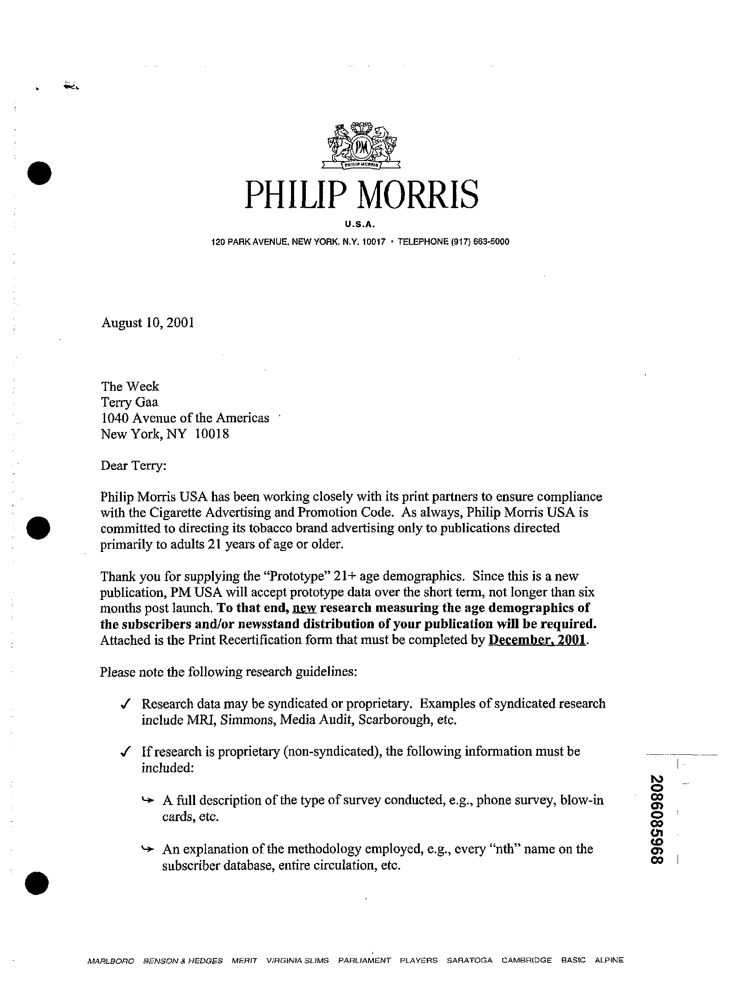 PM
PHILIP MORRIS
PHILIP MORRIS
U.S.A.
120 PARK AVENUE, NEW YORK, N.Y. 10017 • TELEPHONE (917) 663-5000
August 10, 2001
The Week
Terry Gaa
1040 Avenue of the Americas
New York, NY 10018
Dear Terry:
Philip Morris USA has been working closely with its print partners to ensure compliance
with the Cigarette Advertising and Promotion Code. As always, Philip Morris USA is
committed to directing its tobacco brand advertising only to publications directed
primarily to adults 21 years of age or older.
Thank you for supplying the “Prototype” 21+ age demographics. Since this is a new
publication, PM USA will accept prototype data over the short term, not longer than six
months post launch. To that end, new research measuring the age demographics of
the subscribers and/or newsstand distribution of your publication will be required.
Attached is the Print Recertification form that must be completed by December, 2001.
Please note the following research guidelines:
✓ Research data may be syndicated or proprietary. Examples of syndicated research
include MRI, Simmons, Media Audit, Scarborough, etc.
✓ If research is proprietary (non-syndicated), the following information must be
included:
↪ A full description of the type of survey conducted, e.g., phone survey, blow-in
cards, etc.
↪ An explanation of the methodology employed, e.g., every “nth” name on the
subscriber database, entire circulation, etc.
2086085968
MARLBORO BENSON & HEDGES MERIT VIRGINIA SLIMS PARLIAMENT PLAYERS SARATOGA CAMBRIDGE BASIC ALPINE